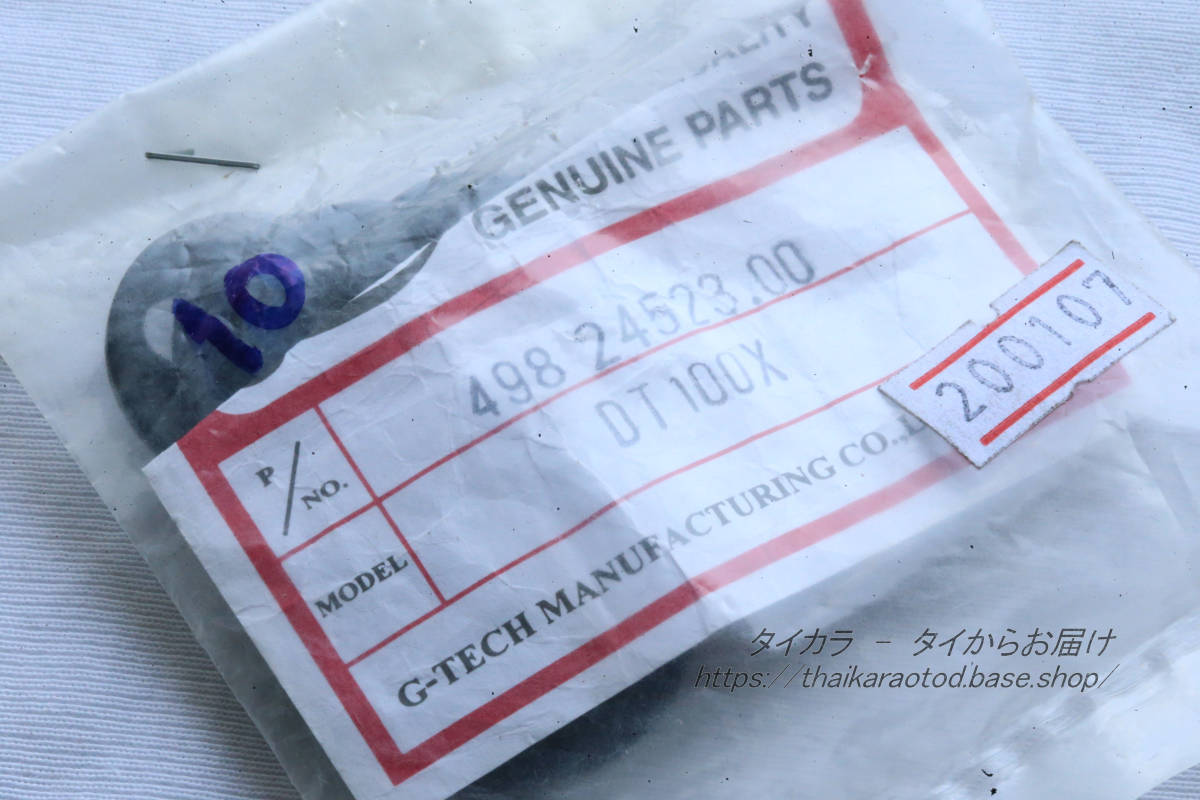 GENUINE PARTS
P/NO. 498 24523.00
MODEL DT100X
G-TECH MANUFACTURING CO.,
200107
10
タイカラ － タイからお届け
https://thaikaraotod.base.shop/